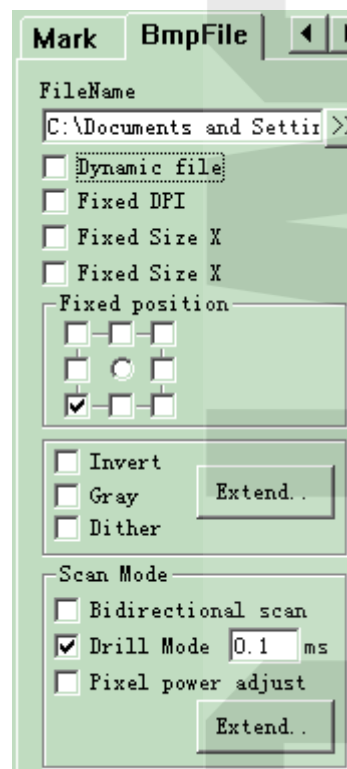 Mark BmpFile
FileName
C:\Documents and Settir >>
Dynamic file
Fixed DPI
Fixed Size X
Fixed Size X
Fixed position
Invert
Gray
Extend..
Dither
Scan Mode
Bidirectional scan
Drill Mode 0.1 ms
Pixel power adjust
Extend..